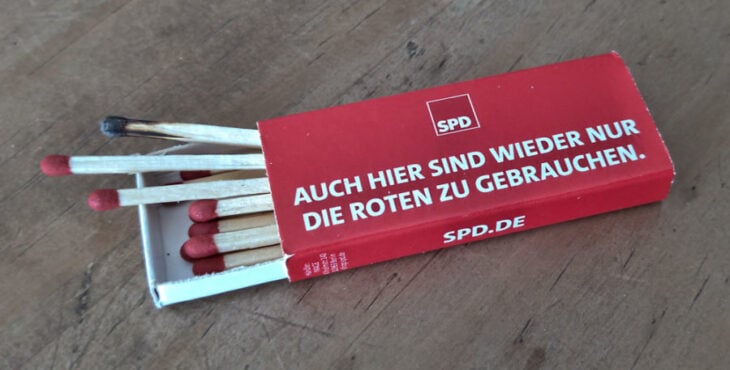 SPD
AUCH HIER SIND WIEDER NUR
DIE ROTEN ZU GEBRAUCHEN.
SPD.DE